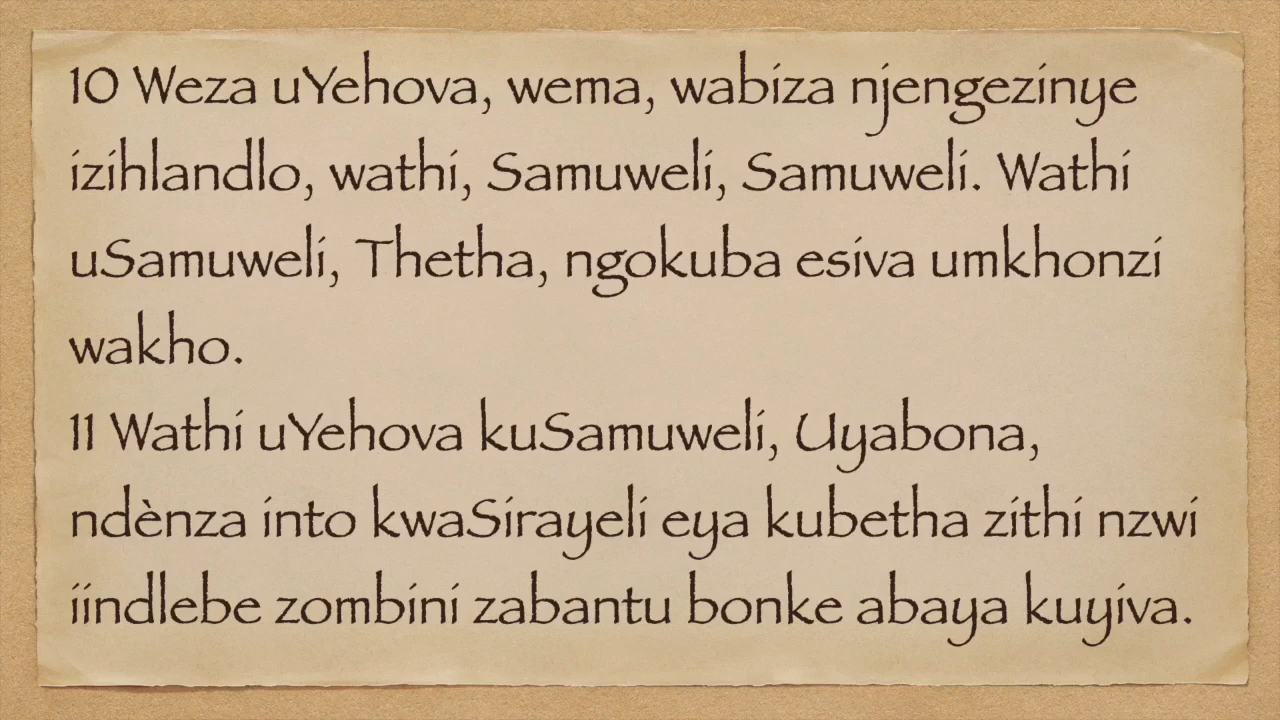 10 Weza uYehova, wema, wabiza njengezinye
izihlandlo, wathi, Samuweli, Samuweli. Wathi
uSamuweli, Thetha, ngokuba esiva umkhonzi
wakho.
11 Wathi uYehova kuSamuweli, Uyabona,
ndènza into kwaSirayeli eya kubetha zithi nzwi
iindlebe zombini zabantu bonke abaya kuyiva.